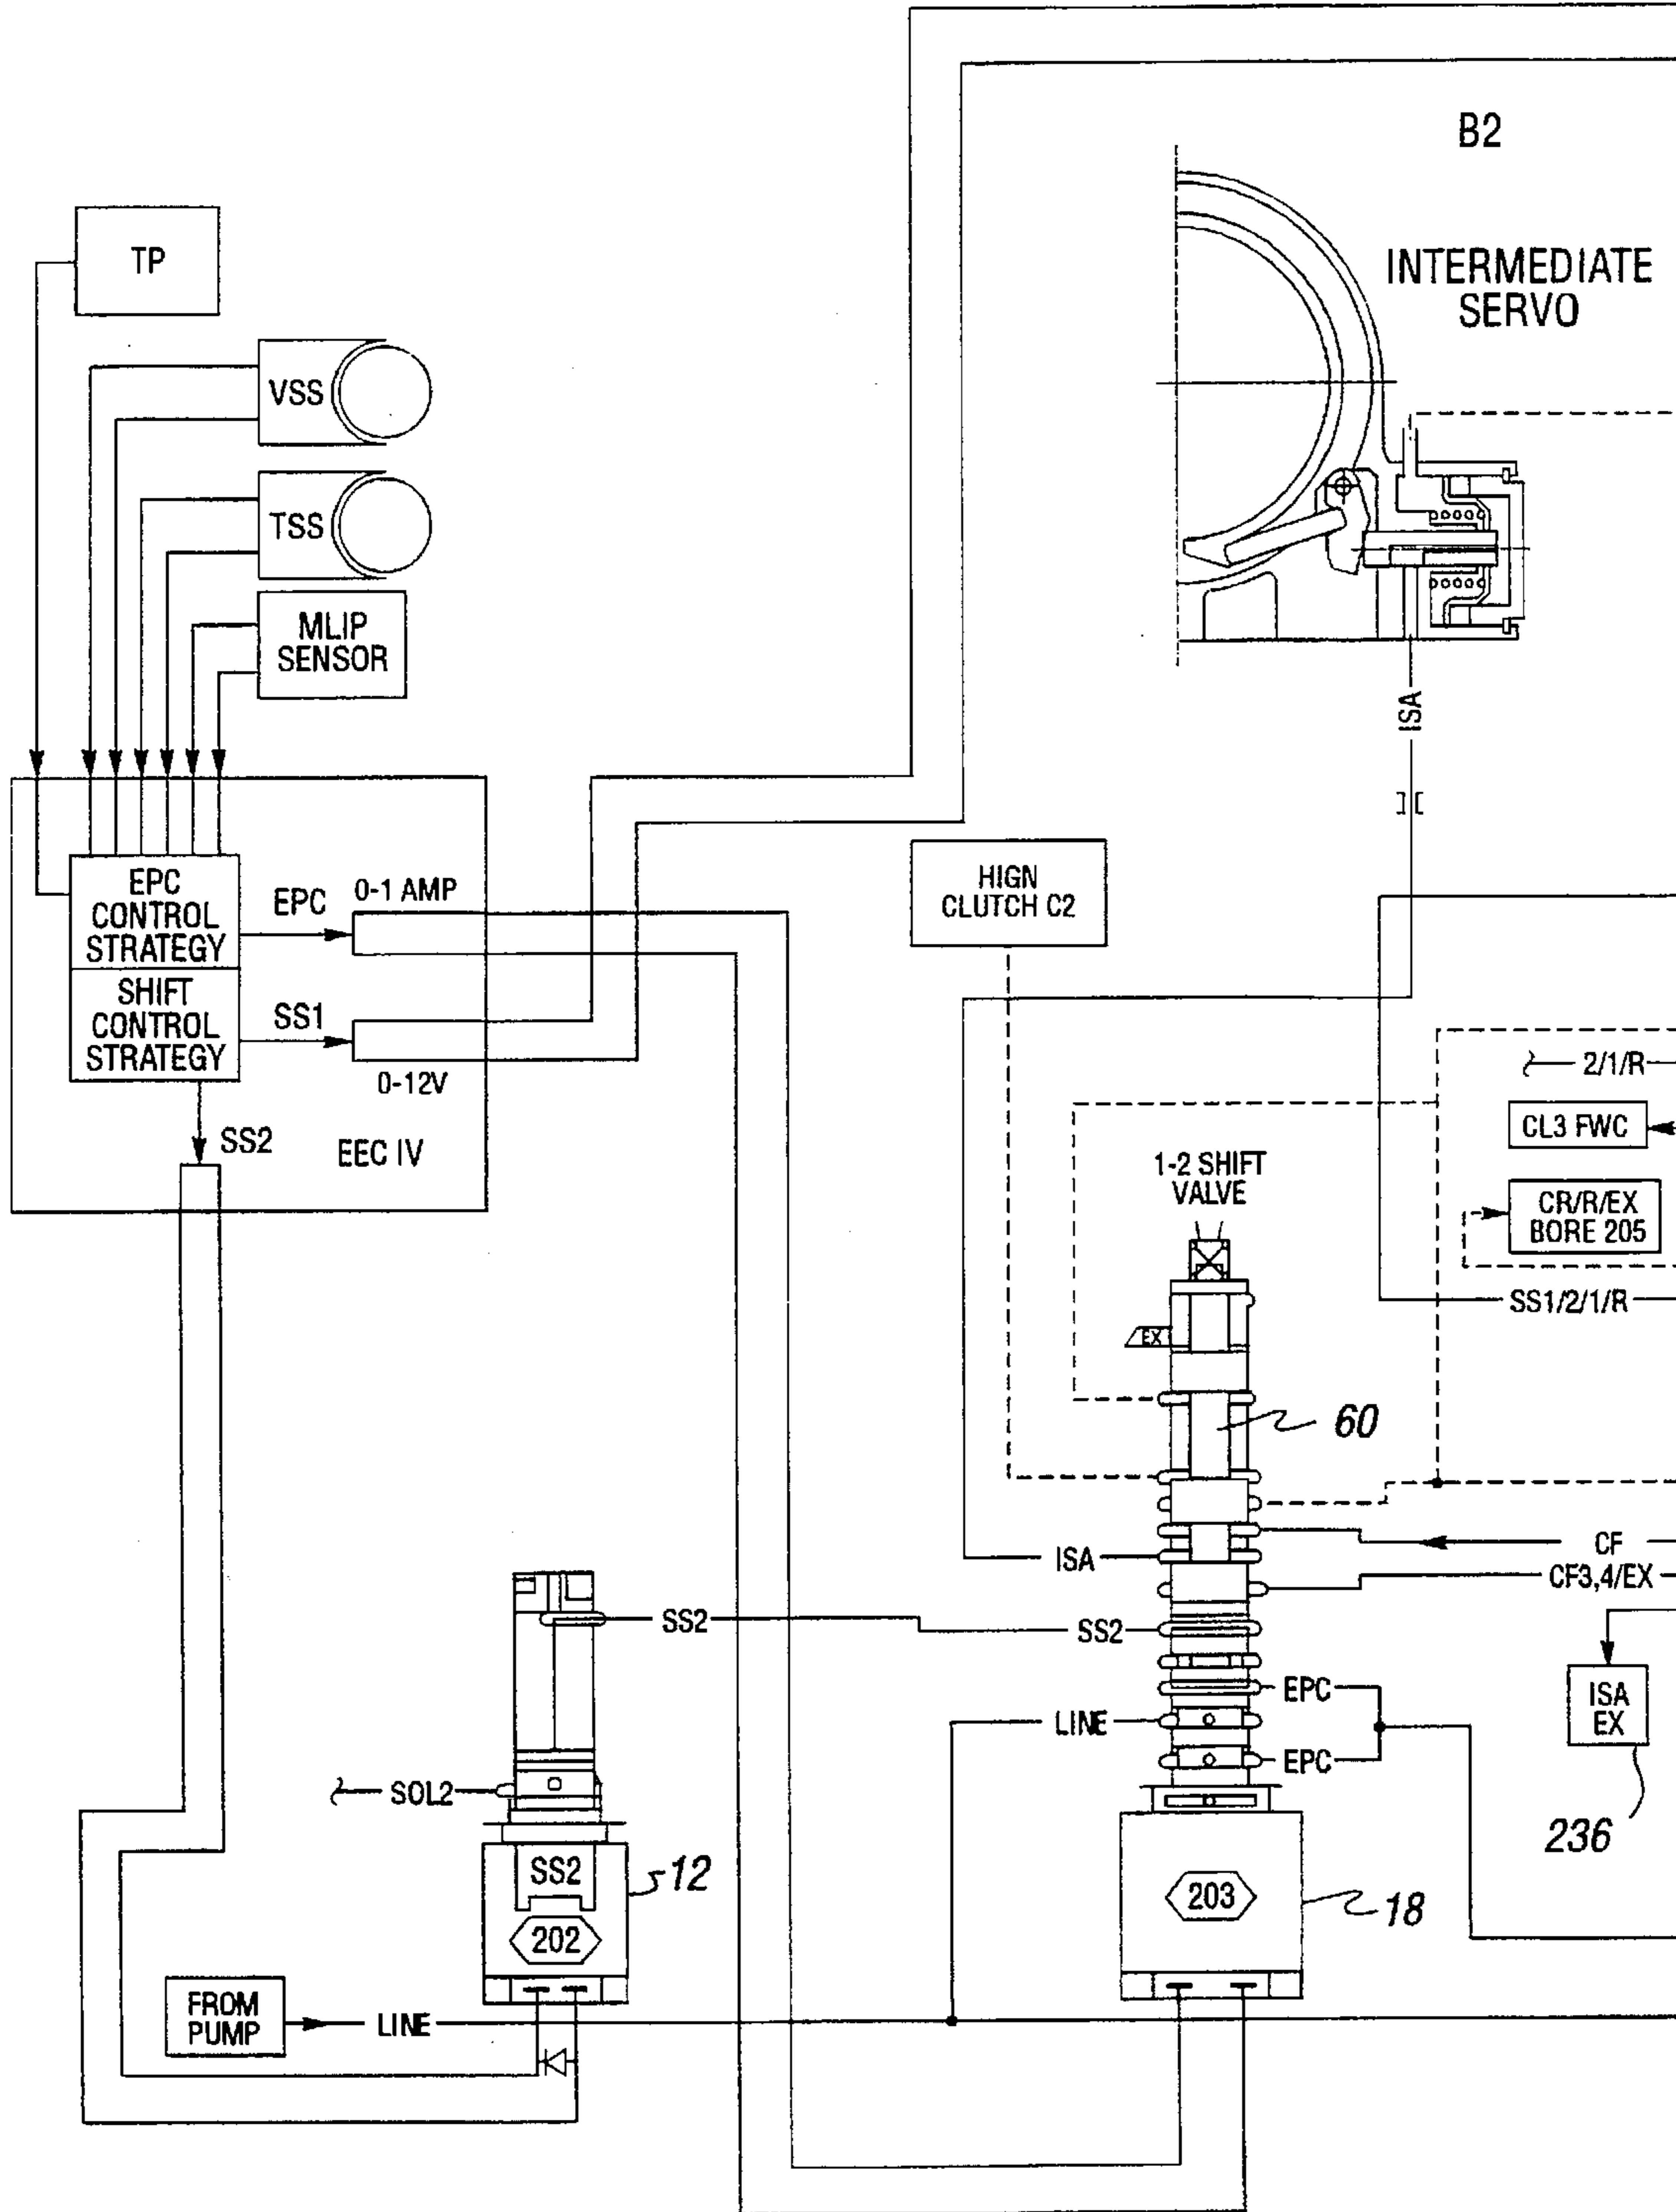 B2
TP
INTERMEDIATE
SERVO
VSS
TSS
MLIP
SENSOR
ISA
EPC
CONTROL
STRATEGY
EPC
0-1 AMP
SHIFT
CONTROL
STRATEGY
SS1
0-12V
SS2
EEC IV
HIGN
CLUTCH C2
2/1/R
CL3 FWC
1-2 SHIFT
VALVE
CR/R/EX
BORE 205
SS1/2/1/R
EX
60
CF
ISA
CF3,4/EX
SS2
SS2
EPC
LINE
EPC
ISA
EX
236
SOL2
SS2
12
202
203
18
FROM
PUMP
LINE